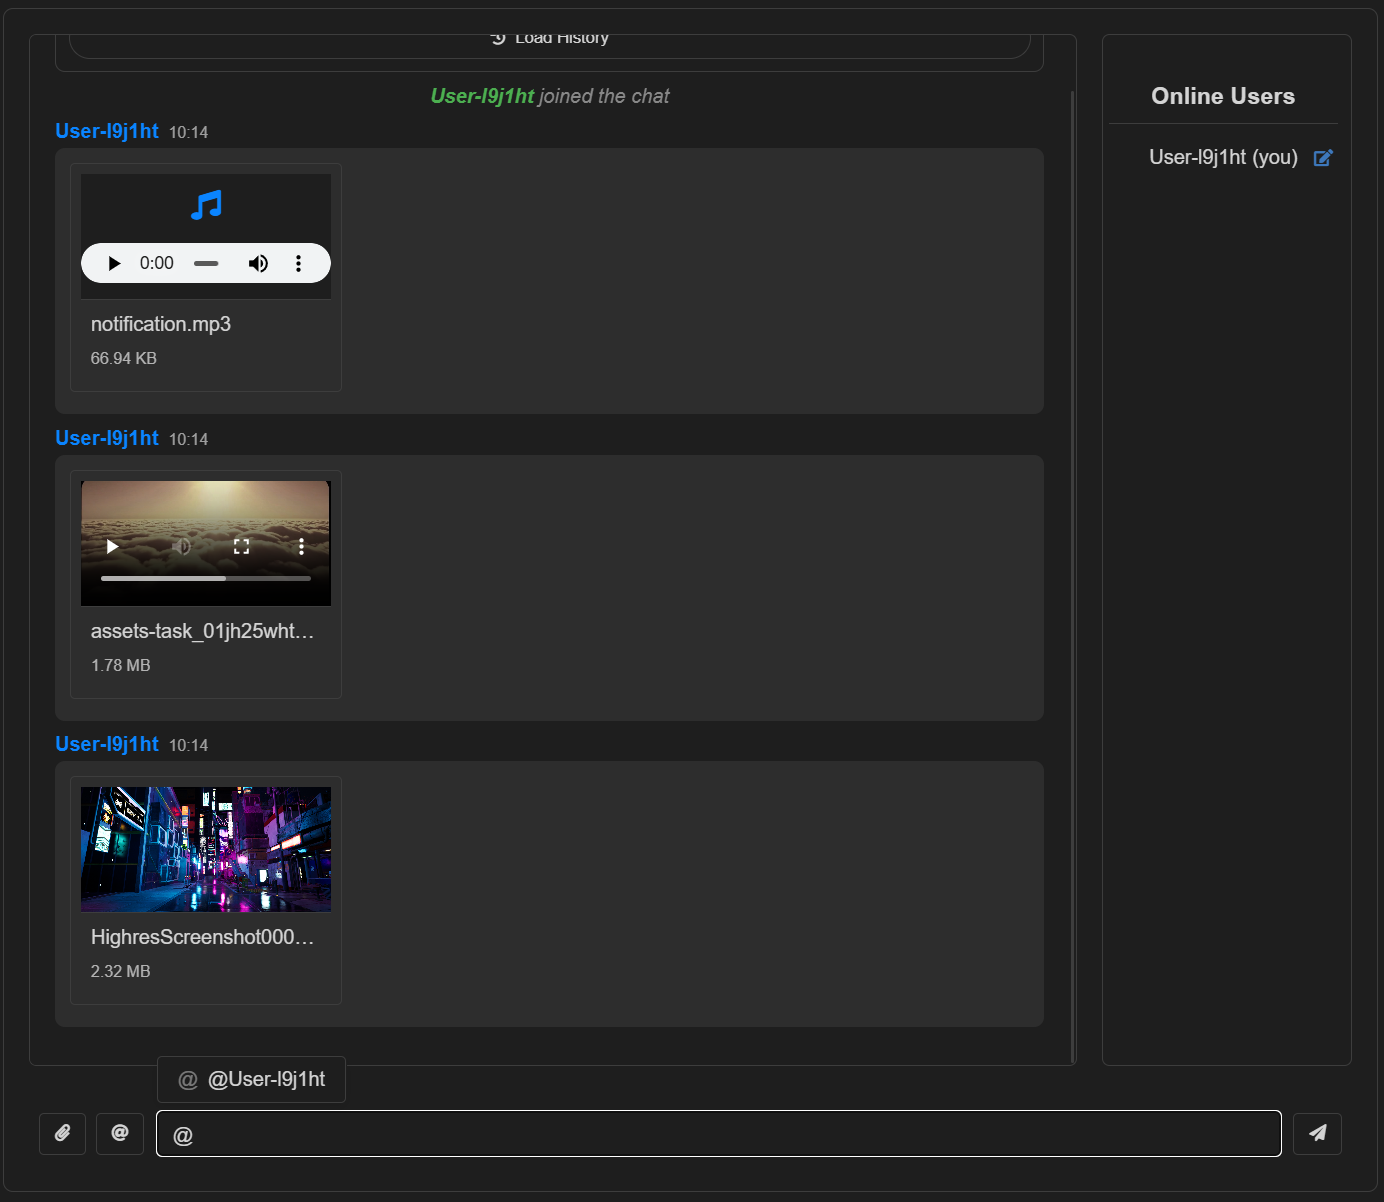 Load History
User-l9j1ht joined the chat
User-l9j1ht 10:14
0:00
notification.mp3
66.94 KB
User-l9j1ht 10:14
assets-task_01jh25wht…
1.78 MB
User-l9j1ht 10:14
HighresScreenshot000…
2.32 MB
@ @User-l9j1ht
@ @
Online Users
User-l9j1ht (you)